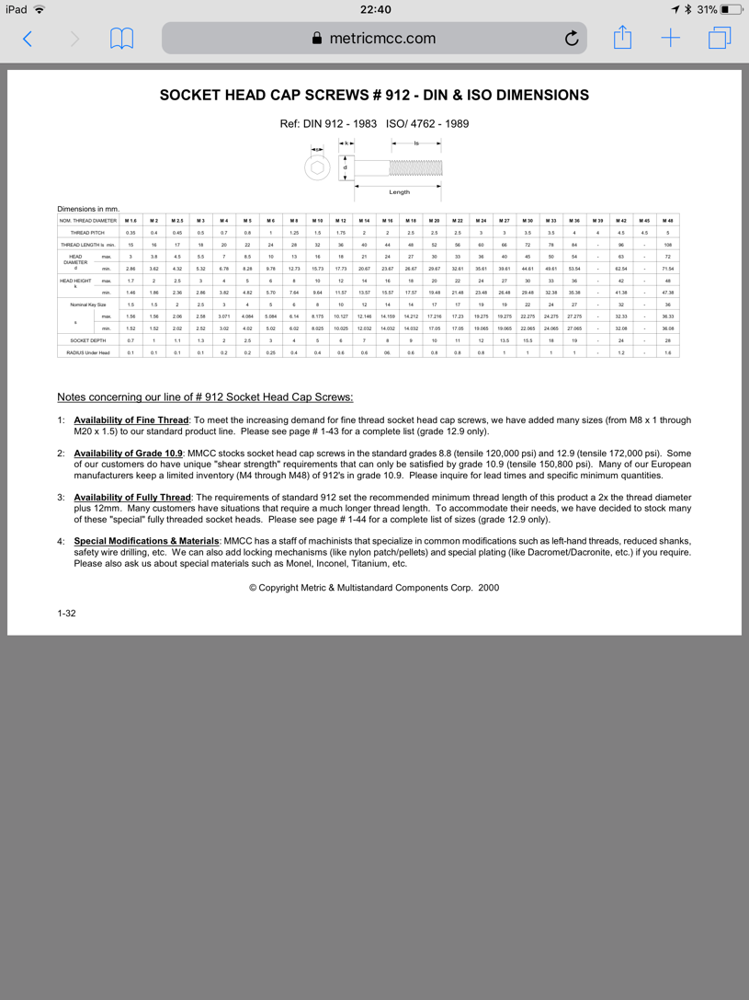 iPad 22:40 31%
metricmcc.com
SOCKET HEAD CAP SCREWS # 912 - DIN & ISO DIMENSIONS
Ref: DIN 912 - 1983 ISO/ 4762 - 1989
k ls
s
d
Length
Dimensions in mm.
NOM. THREAD DIAMETER M 1.6 M 2 M 2.5 M 3 M 4 M 5 M 6 M 8 M 10 M 12 M 14 M 16 M 18 M 20 M 22 M 24 M 27 M 30 M 33 M 36 M 39 M 42 M 45 M 48
THREAD PITCH 0.35 0.4 0.45 0.5 0.7 0.8 1 1.25 1.5 1.75 2 2 2.5 2.5 2.5 3 3 3.5 3.5 4 4 4.5 4.5 5
THREAD LENGTH ls min. 15 16 17 18 20 22 24 28 32 36 40 44 48 52 56 60 66 72 78 84 - 96 - 108
HEAD DIAMETER d max. 3 3.8 4.5 5.5 7 8.5 10 13 16 18 21 24 27 30 33 36 40 45 50 54 - 63 - 72
min. 2.86 3.62 4.32 5.32 6.78 8.28 9.78 12.73 15.73 17.73 20.67 23.67 26.67 29.67 32.61 35.61 39.61 44.61 49.61 53.54 - 62.54 - 71.54
HEAD HEIGHT k max. 1.7 2 2.5 3 4 5 6 8 10 12 14 16 18 20 22 24 27 30 33 36 - 42 - 48
min. 1.46 1.86 2.36 2.86 3.82 4.82 5.70 7.64 9.64 11.57 13.57 15.57 17.57 19.48 21.48 23.48 26.48 29.48 32.38 35.38 - 41.38 - 47.38
Nominal Key Size 1.5 1.5 2 2.5 3 4 5 6 8 10 12 14 14 17 17 19 19 22 24 27 - 32 - 36
s max. 1.56 1.56 2.06 2.58 3.071 4.084 5.084 6.14 8.175 10.127 12.146 14.159 14.212 17.216 17.23 19.275 19.275 22.275 24.275 27.275 - 32.33 - 36.33
min. 1.52 1.52 2.02 2.52 3.02 4.02 5.02 6.02 8.025 10.025 12.032 14.032 14.032 17.05 17.05 19.065 19.065 22.065 24.065 27.065 - 32.08 - 36.08
SOCKET DEPTH 0.7 1 1.1 1.3 2 2.5 3 4 5 6 7 8 9 10 11 12 13.5 15.5 18 19 - 24 - 28
RADIUS Under Head 0.1 0.1 0.1 0.1 0.2 0.2 0.25 0.4 0.4 0.6 0.6 06. 0.6 0.8 0.8 0.8 1 1 1 1 - 1.2 - 1.6
Notes concerning our line of # 912 Socket Head Cap Screws:
1: Availability of Fine Thread: To meet the increasing demand for fine thread socket head cap screws, we have added many sizes (from M8 x 1 through
M20 x 1.5) to our standard product line. Please see page # 1-43 for a complete list (grade 12.9 only).
2: Availability of Grade 10.9: MMCC stocks socket head cap screws in the standard grades 8.8 (tensile 120,000 psi) and 12.9 (tensile 172,000 psi). Some
of our customers do have unique "shear strength" requirements that can only be satisfied by grade 10.9 (tensile 150,800 psi). Many of our European
manufacturers keep a limited inventory (M4 through M48) of 912's in grade 10.9. Please inquire for lead times and specific minimum quantities.
3: Availability of Fully Thread: The requirements of standard 912 set the recommended minimum thread length of this product a 2x the thread diameter
plus 12mm. Many customers have situations that require a much longer thread length. To accommodate their needs, we have decided to stock many
of these "special" fully threaded socket heads. Please see page # 1-44 for a complete list of sizes (grade 12.9 only).
4: Special Modifications & Materials: MMCC has a staff of machinists that specialize in common modifications such as left-hand threads, reduced shanks,
safety wire drilling, etc. We can also add locking mechanisms (like nylon patch/pellets) and special plating (like Dacromet/Dacronite, etc.) if you require.
Please also ask us about special materials such as Monel, Inconel, Titanium, etc.
© Copyright Metric & Multistandard Components Corp. 2000
1-32